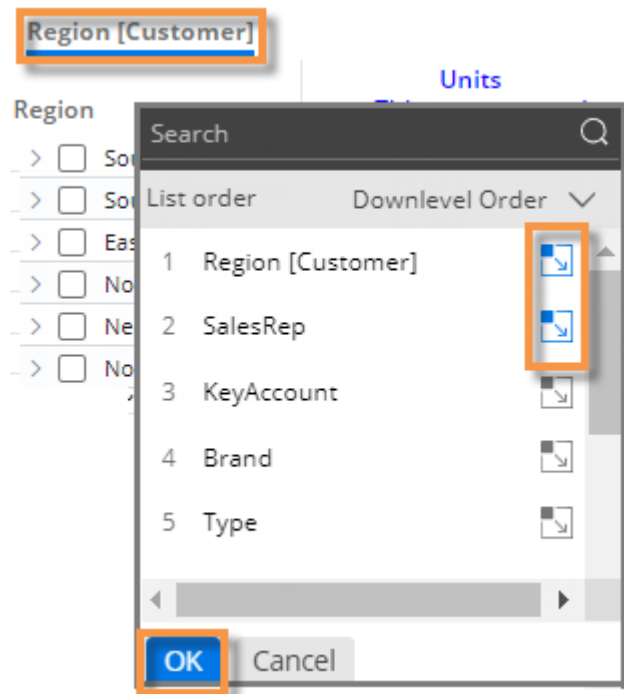 Region [Customer]
Units
Region
Search
List order Downlevel Order
1 Region [Customer]
2 SalesRep
3 KeyAccount
4 Brand
5 Type
OK Cancel